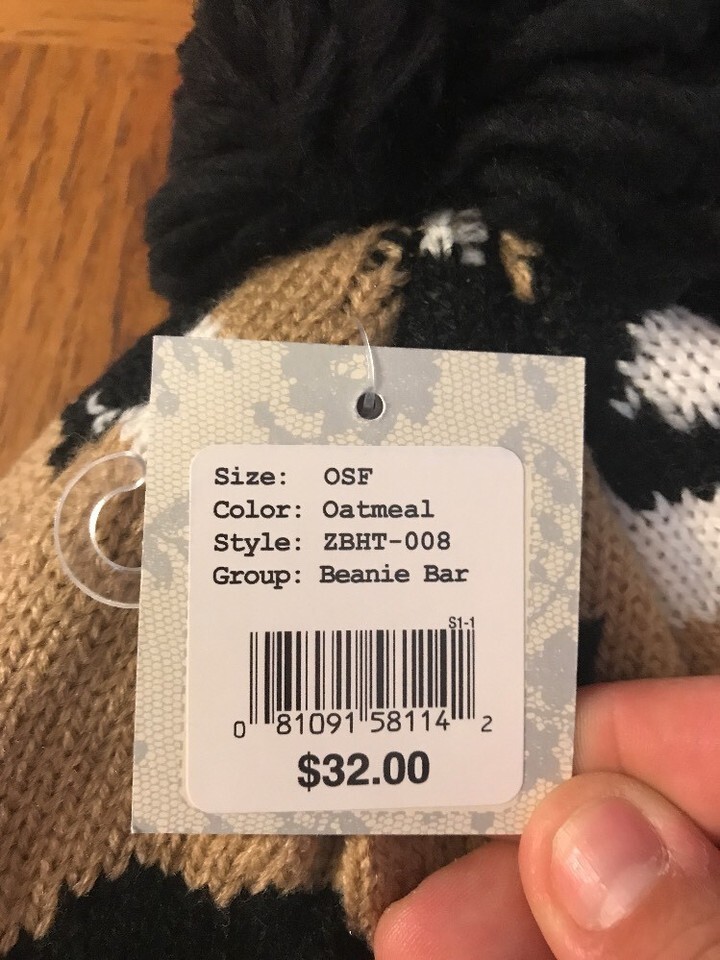 Size: OSF
Color: Oatmeal
Style: ZBHT-008
Group: Beanie Bar
S1-1
0 81091 58114 2
$32.00